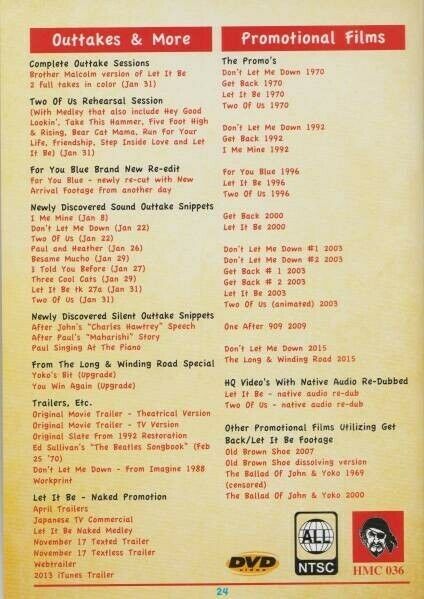 Outtakes & More
Complete Outtake Sessions
Brother Malcolm version of Let It Be
2 full takes in color (Jan 31)
Two Of Us Rehearsal Session
(With Medley that also include Hey Good
Lookin', Take This Hammer, Five Foot High
& Rising, Bear Cat Mama, Run for Your
Life, Friendship, Step Inside Love and Let
It Be) (Jan 31)
For You Blue Brand New Re-edit
For You Blue - newly re-cut with New
Arrival Footage from another day
Newly Discovered Sound Outtake Snippets
I Me Mine (Jan 8)
Don't Let Me Down (Jan 22)
Two Of Us (Jan 22)
Paul and Heather (Jan 26)
Besame Mucho (Jan 29)
I Told You Before (Jan 27)
Three Cool Cats (Jan 29)
Let It Be tk 27a (Jan 31)
Two Of Us (Jan 31)
Newly Discovered Silent Outtake Snippets
After John's "Charles Hawtrey" Speech
After Paul's "Maharishi" Story
Paul Singing At The Piano
From The Long & Winding Road Special
Yoko's Bit (Upgrade)
You Win Again (Upgrade)
Trailers, Etc.
Original Movie Trailer - Theatrical Version
Original Movie Trailer - TV Version
Original Slate from 1992 Restoration
Ed Sullivan's "The Beatles Songbook" (Feb
25 '70)
Don't Let Me Down - From Imagine 1988
Workprint
Let It Be - Naked Promotion
April Trailers
Japanese TV Commercial
Let It Be Naked Medley
November 17 Texted Trailer
November 17 Textless Trailer
Webtrailer
2013 iTunes Trailer
Promotional Films
The Promo's
Don't Let Me Down 1970
Get Back 1970
Let It Be 1970
Two Of Us 1970
Don't Let Me Down 1992
Get Back 1992
I Me Mine 1992
For You Blue 1996
Let It Be 1996
Two Of Us 1996
Get Back 2000
Let It Be 2000
Don't Let Me Down #1 2003
Don't Let Me Down #2 2003
Get Back # 1 2003
Get Back # 2 2003
Let It Be 2003
Two Of Us (animated) 2003
One After 909 2009
Don't Let Me Down 2015
The Long & Winding Road 2015
HQ Video's With Native Audio Re-Dubbed
Let It Be - native audio re-dub
Two Of Us - native audio re-dub
Other Promotional Films Utilizing Get
Back/Let It Be Footage
Old Brown Shoe 2007
Old Brown Shoe dissolving version
The Ballad Of John & Yoko 1969
(censored)
The Ballad Of John & Yoko 2000
DVD
VIDEO
ALL
NTSC
HMC 036
24